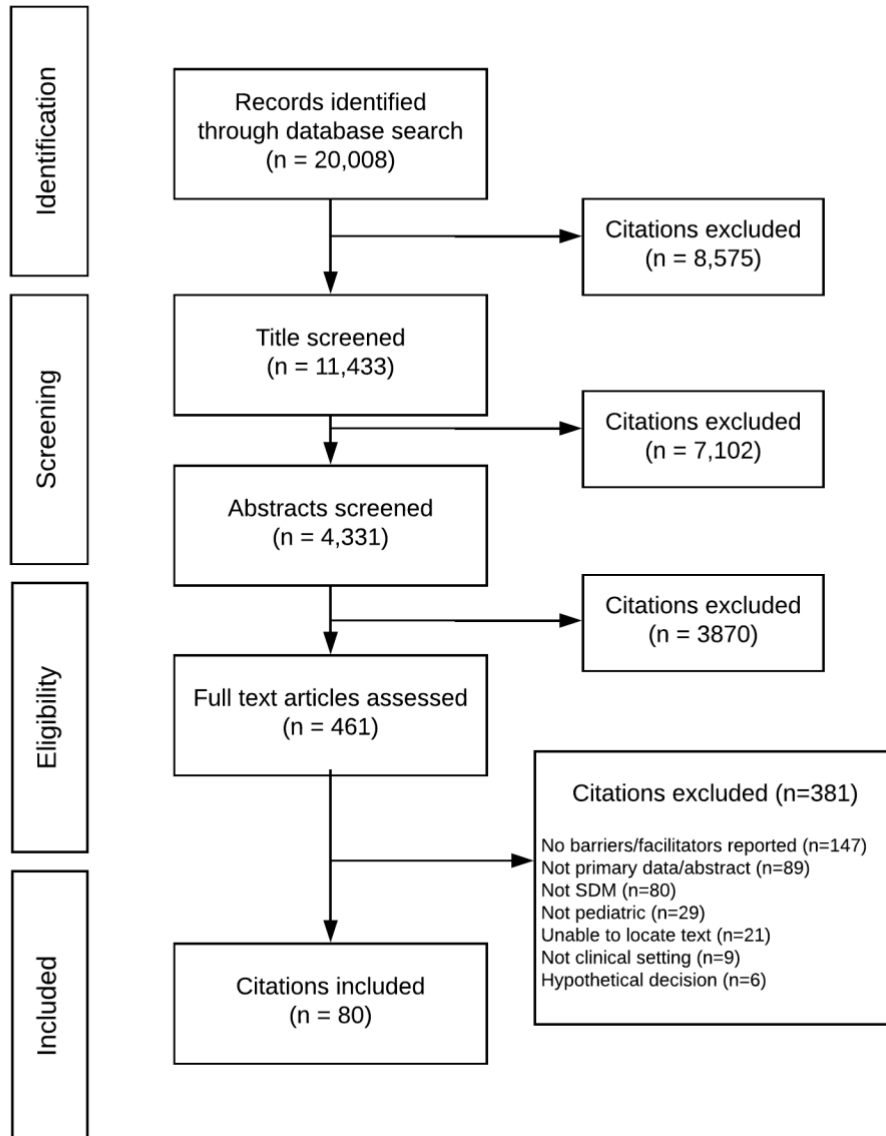 Identification
Records identified
through database search
(n = 20,008)
Citations excluded
(n = 8,575)
Screening
Title screened
(n = 11,433)
Citations excluded
(n = 7,102)
Abstracts screened
(n = 4,331)
Eligibility
Citations excluded
(n = 3870)
Full text articles assessed
(n = 461)
Citations excluded (n=381)
No barriers/facilitators reported (n=147)
Not primary data/abstract (n=89)
Not SDM (n=80)
Not pediatric (n=29)
Unable to locate text (n=21)
Not clinical setting (n=9)
Hypothetical decision (n=6)
Included
Citations included
(n = 80)